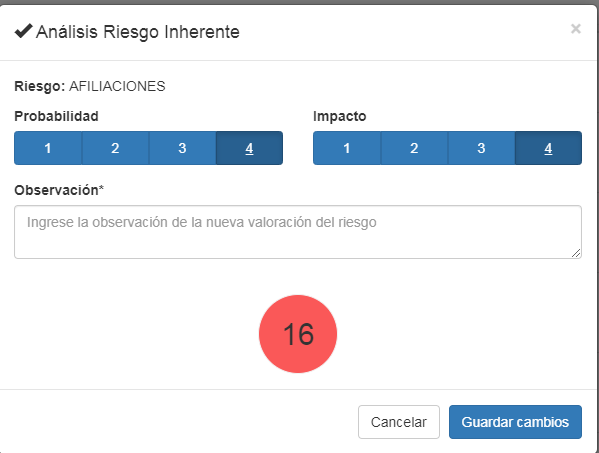 Análisis Riesgo Inherente ×
Riesgo: AFILIACIONES
Probabilidad Impacto
1 2 3 4 1 2 3 4
Observación*
Ingrese la observación de la nueva valoración del riesgo
16
Cancelar Guardar cambios